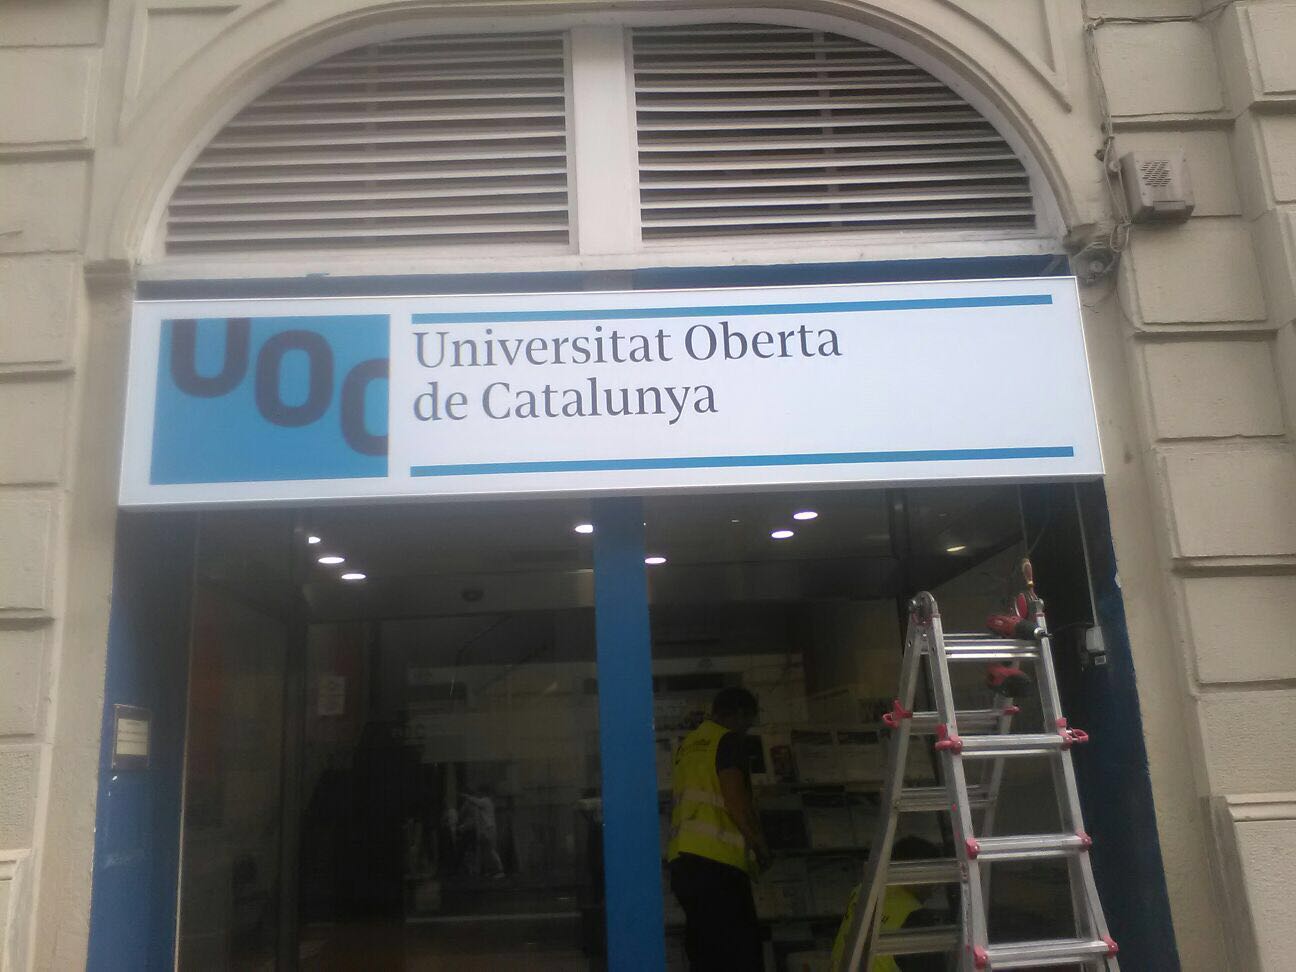 UOC
Universitat Oberta
de Catalunya